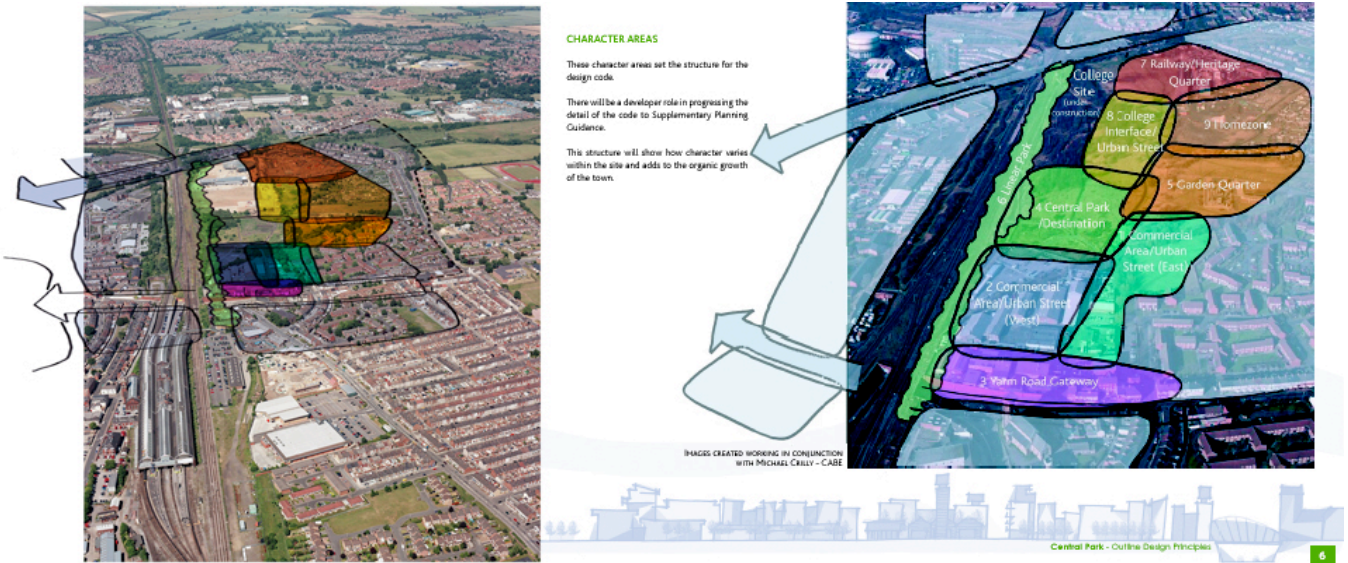 CHARACTER AREAS
These character areas set the structure for the
design code.
There will be a developer role in progressing the
detail of the code to Supplementary Planning
Guidance.
This structure will show how character varies
within the site and adds to the organic growth
of the town.
College
Site
(under
construction)
7 Railway/Heritage
Quarter
8 College
Interface/
Urban Street
9 Homezone
6 Linear Park
5 Garden Quarter
4 Central Park
/Destination
Commercial
Area/Urban
Street (East)
2 Commercial
Area/Urban Street
(West)
3 Yarm Road Gateway
IMAGES CREATED WORKING IN CONJUNCTION
WITH MICHAEL CRILLY - CABE
Central Park - Outline Design Principles
6